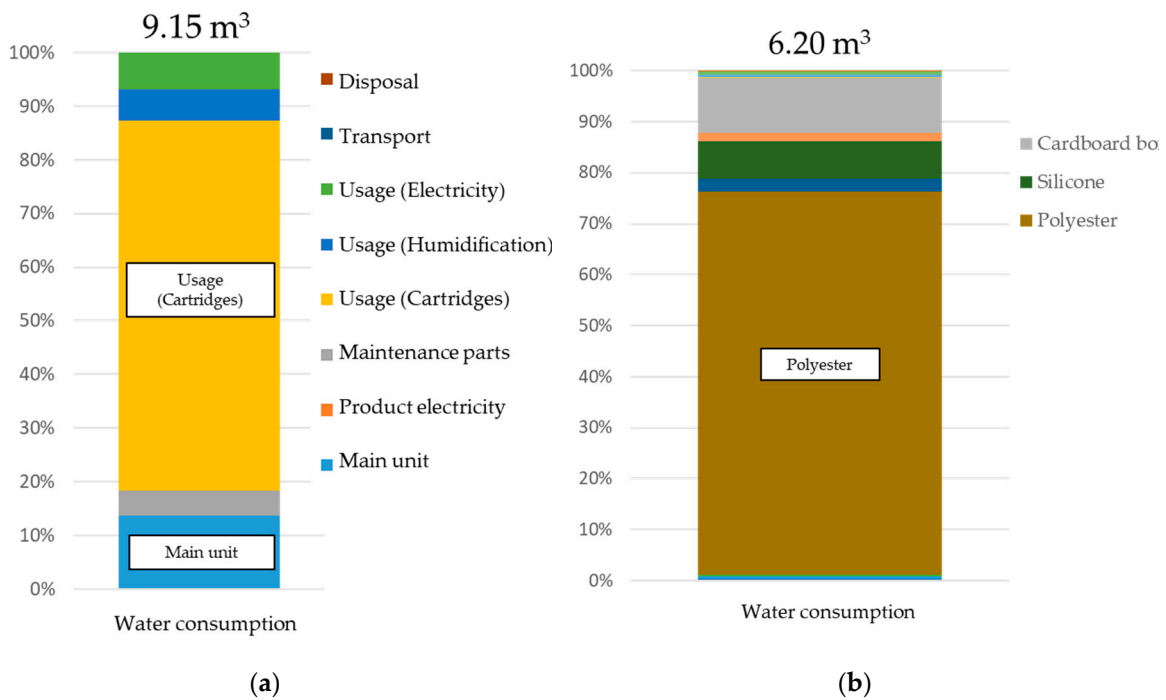 9.15 m³
100%
90%
80%
70%
60%
50%
40%
30%
20%
10%
0%
Usage
(Cartridges)
Main unit
Water consumption
Disposal
Transport
Usage (Electricity)
Usage (Humidification)
Usage (Cartridges)
Maintenance parts
Product electricity
Main unit
(a)
6.20 m³
100%
90%
80%
70%
60%
50%
40%
30%
20%
10%
0%
Polyester
Water consumption
Cardboard
Silicone
Polyester
(b)